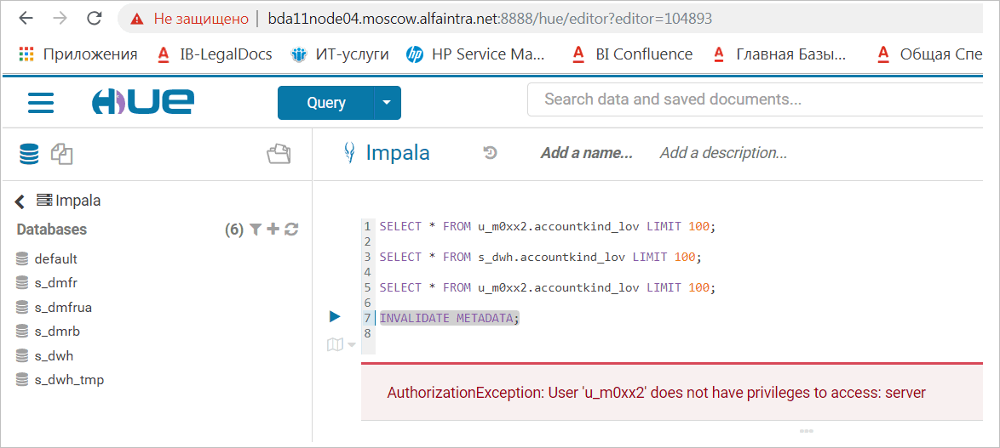 Не защищено | bda11node04.moscow.alfaintra.net:8888/hue/editor?editor=104893
Приложения IB-LegalDocs ИТ-услуги HP Service Ma... BI Confluence Главная Базы... Общая Спе
HUE Query Search data and saved documents...
Impala Add a name... Add a description...
Impala
Databases (6)
default
s_dmfr
s_dmfrua
s_dmrb
s_dwh
s_dwh_tmp
1 SELECT * FROM u_m0xx2.accountkind_lov LIMIT 100;
2
3 SELECT * FROM s_dwh.accountkind_lov LIMIT 100;
4
5 SELECT * FROM u_m0xx2.accountkind_lov LIMIT 100;
6
7 INVALIDATE METADATA;
8
AuthorizationException: User 'u_m0xx2' does not have privileges to access: server